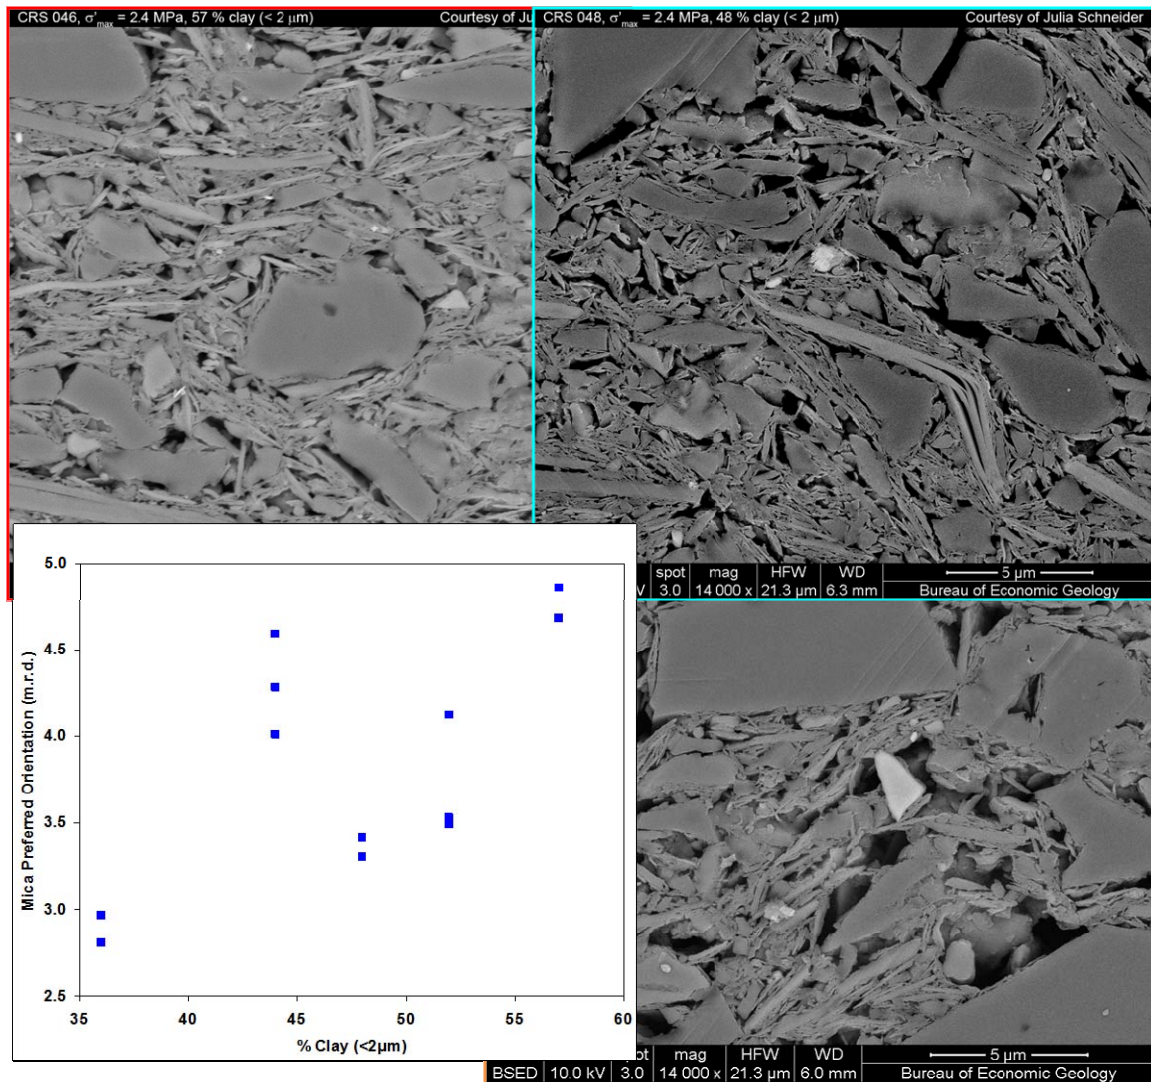 CRS 046, σ'max = 2.4 MPa, 57 % clay (< 2 μm) Courtesy of
CRS 048, σ'max = 2.4 MPa, 48 % clay (< 2 μm) Courtesy of Julia Schneider
spot mag HFW WD 5 μm
V 3.0 14 000 x 21.3 μm 6.3 mm Bureau of Economic Geology
Mica Preferred Orientation (m.r.d.)
5.0
4.5
4.0
3.5
3.0
2.5
35 40 45 50 55 60
% Clay (<2μm)
mag HFW WD 5 μm
BSED 10.0 kV 3.0 14 000 x 21.3 μm 6.0 mm Bureau of Economic Geology